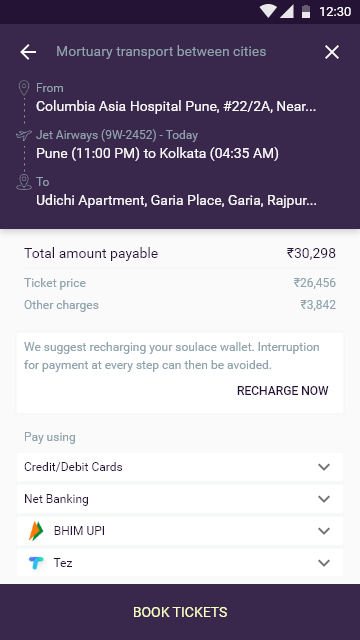 12:30
Mortuary transport between cities
From
Columbia Asia Hospital Pune, #22/2A, Near...
Jet Airways (9W-2452) - Today
Pune (11:00 PM) to Kolkata (04:35 AM)
To
Udichi Apartment, Garia Place, Garia, Rajpur...
Total amount payable ₹30,298
Ticket price ₹26,456
Other charges ₹3,842
We suggest recharging your soulace wallet. Interruption
for payment at every step can then be avoided.
RECHARGE NOW
Pay using
Credit/Debit Cards
Net Banking
BHIM UPI
Tez
BOOK TICKETS